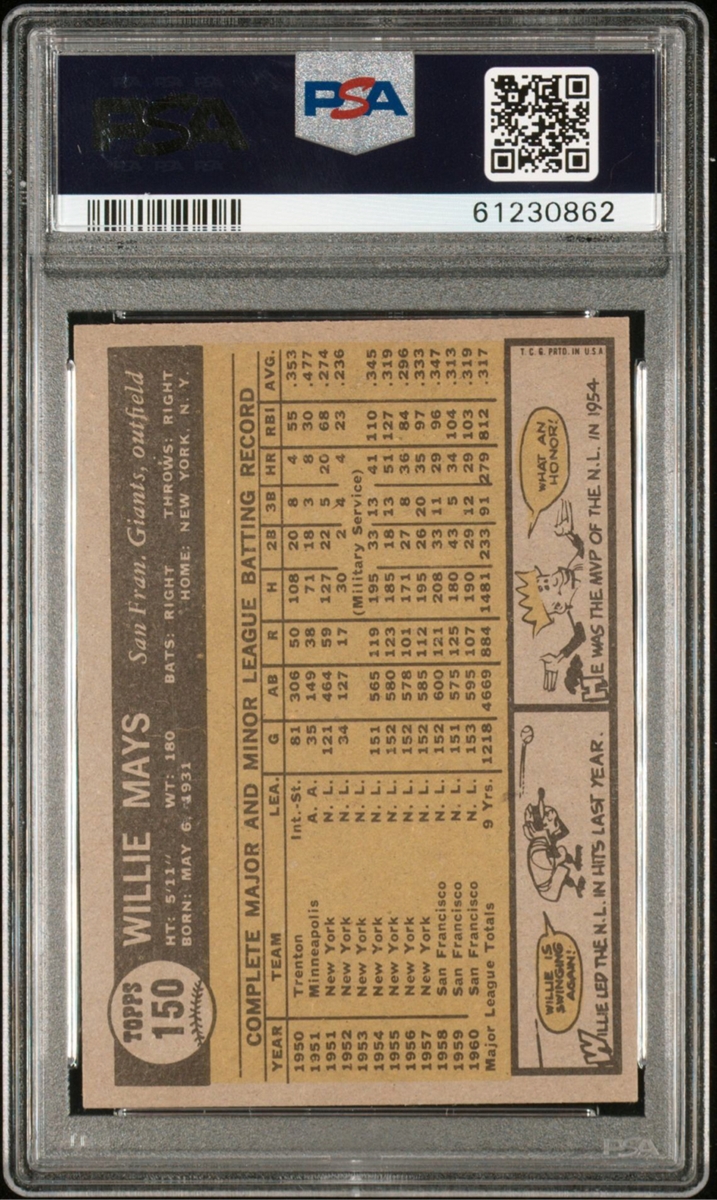 PSA
PSA
61230862
TOPPS
150
WILLIE MAYS San Fran. Giants, outfield
HT: 5'11" WT: 180 BATS: RIGHT THROWS: RIGHT
BORN: MAY 6, 1931 HOME: NEW YORK, N. Y.
COMPLETE MAJOR AND MINOR LEAGUE BATTING RECORD
YEAR TEAM LEA. G AB R H 2B 3B HR RBI AVG.
1950 Trenton Int.-St. 81 306 50 108 20 8 4 55 .353
1951 Minneapolis A. A. 35 149 38 71 18 3 8 30 .477
1951 New York N. L. 121 464 59 127 22 5 20 68 .274
1952 New York N. L. 34 127 17 30 2 4 4 23 .236
1953 New York N. L. (Military Service)
1954 New York N. L. 151 565 119 195 33 13 41 110 .345
1955 New York N. L. 152 580 123 185 18 13 51 127 .319
1956 New York N. L. 152 578 101 171 27 8 36 84 .296
1957 New York N. L. 152 585 112 195 26 20 35 97 .333
1958 San Francisco N. L. 152 600 121 208 33 11 29 96 .347
1959 San Francisco N. L. 151 575 125 180 43 5 34 104 .313
1960 San Francisco N. L. 153 595 107 190 29 12 29 103 .319
Major League Totals 9 Yrs. 1218 4669 884 1481 233 91 279 812 .317
WILLIE IS
SWINGING
AGAIN!
WILLIE LED THE N.L. IN HITS LAST YEAR.
WHAT AN
HONOR!
HE WAS THE MVP OF THE N.L. IN 1954
T. C. G. PRTD. IN U.S.A
PSA